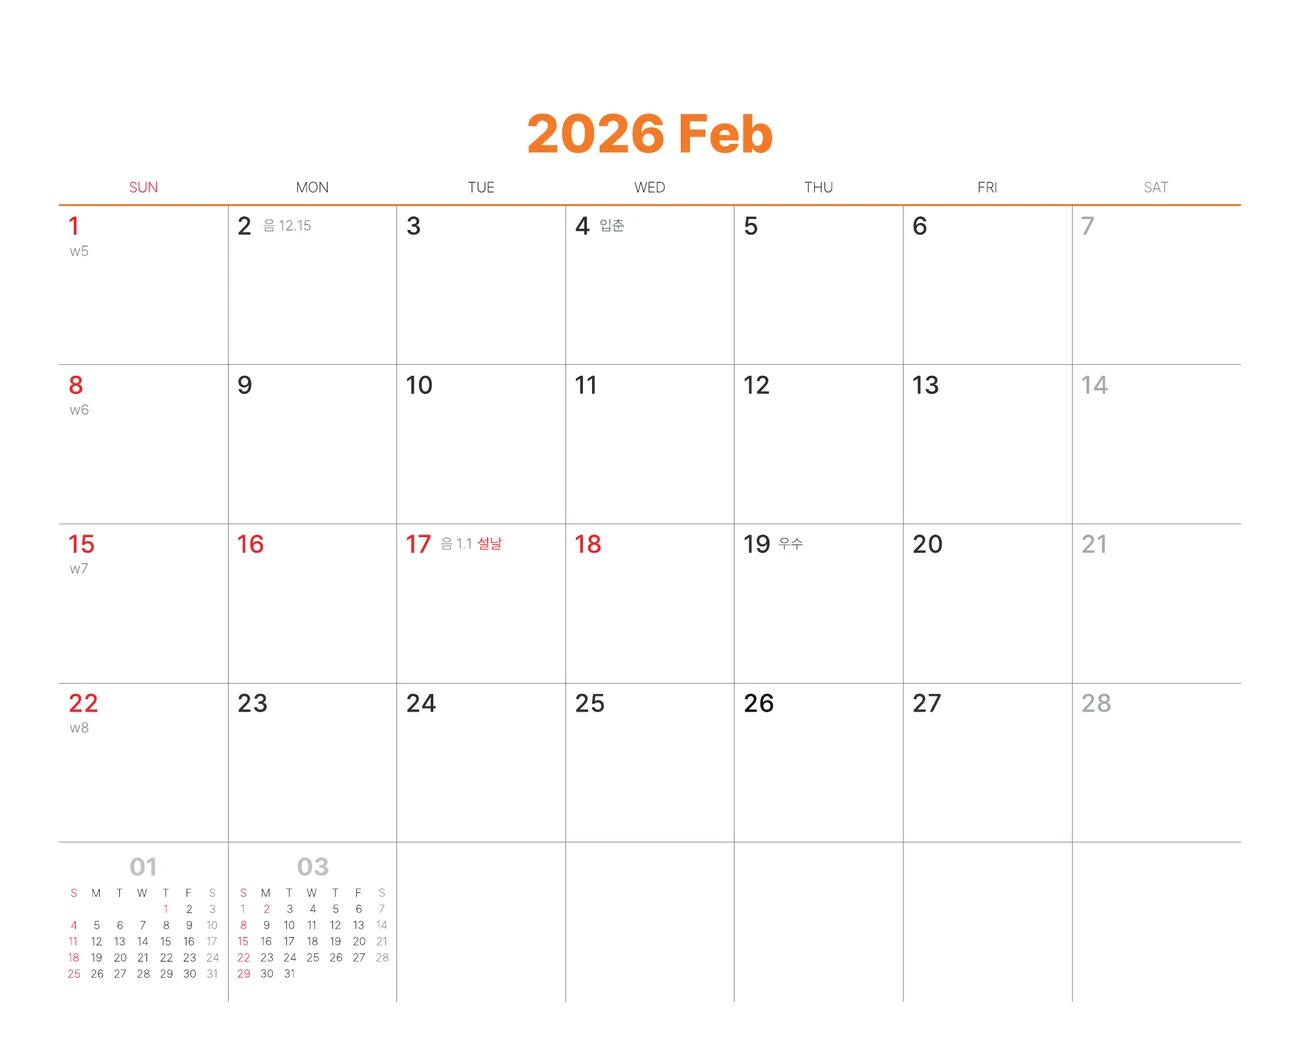 2026 Feb
SUN MON TUE WED THU FRI SAT
1 2 음 12.15 3 4 입춘 5 6 7
w5
8 9 10 11 12 13 14
w6
15 16 17 음 1.1 설날 18 19 우수 20 21
w7
22 23 24 25 26 27 28
w8
01
S M T W T F S
1 2 3
4 5 6 7 8 9 10
11 12 13 14 15 16 17
18 19 20 21 22 23 24
25 26 27 28 29 30 31
03
S M T W T F S
1 2 3 4 5 6 7
8 9 10 11 12 13 14
15 16 17 18 19 20 21
22 23 24 25 26 27 28
29 30 31